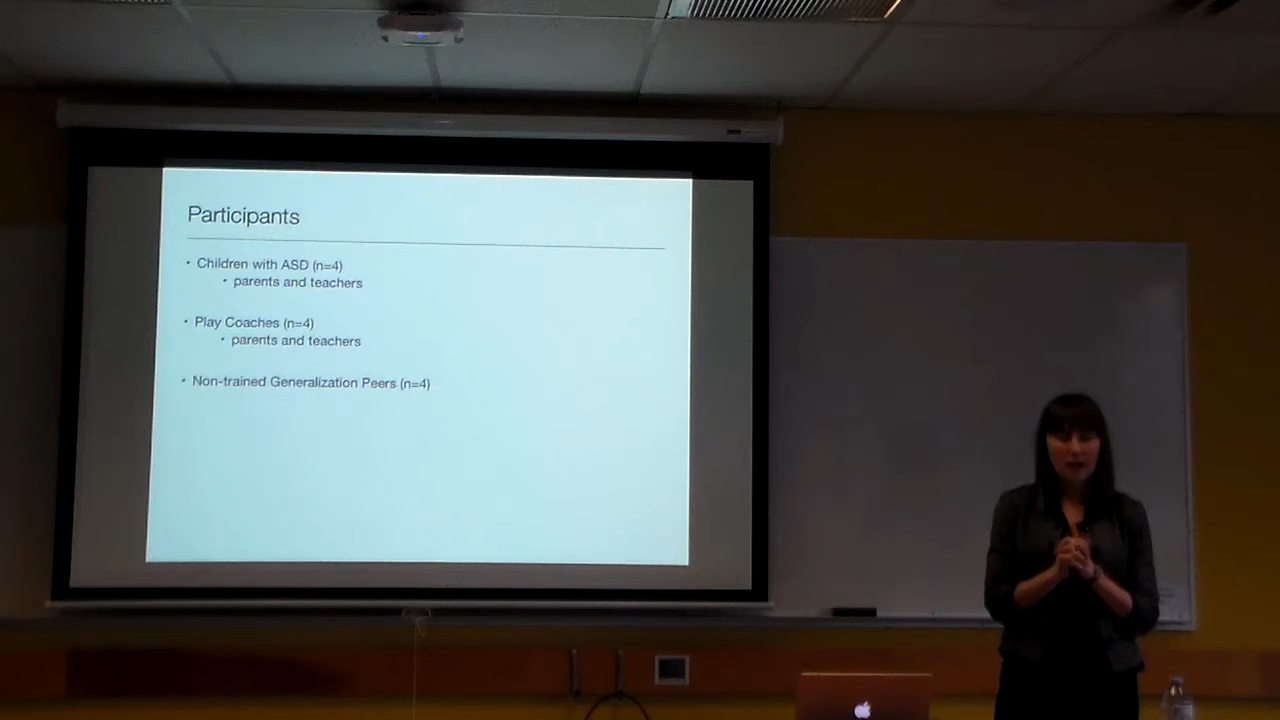 Participants
• Children with ASD (n=4)
• parents and teachers
• Play Coaches (n=4)
• parents and teachers
• Non-trained Generalization Peers (n=4)